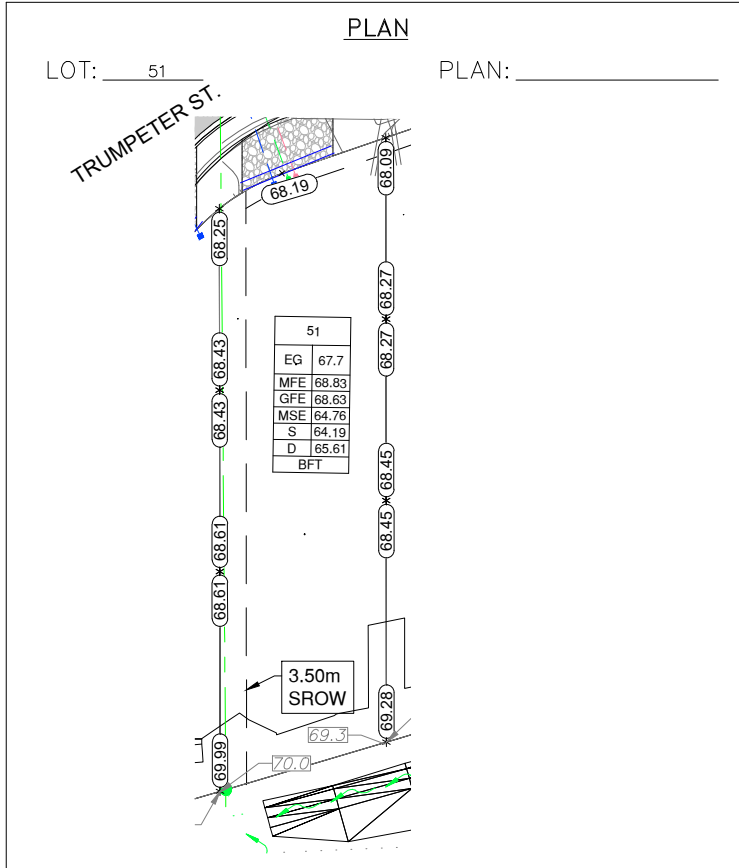 PLAN
LOT: 51
PLAN:
TRUMPETER ST.
68.19
68.09
68.25
68.27
68.27
51
EG 67.7
MFE 68.83
GFE 68.63
MSE 64.76
S 64.19
D 65.61
BFT
68.43
68.43
68.45
68.45
68.61
68.61
3.50m
SROW
69.28
69.3
69.99
70.0